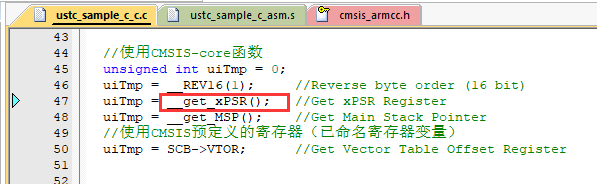 ustc_sample_c_c.c ustc_sample_c_asm.s cmsis_armcc.h
43
44 //使用CMSIS-core函数
45 unsigned int uiTmp = 0;
46 uiTmp = __REV16(1); //Reverse byte order (16 bit)
47 uiTmp = __get_xPSR(); //Get xPSR Register
48 uiTmp = __get_MSP(); //Get Main Stack Pointer
49 //使用CMSIS预定义的寄存器（已命名寄存器变量）
50 uiTmp = SCB->VTOR; //Get Vector Table Offset Register
51
52